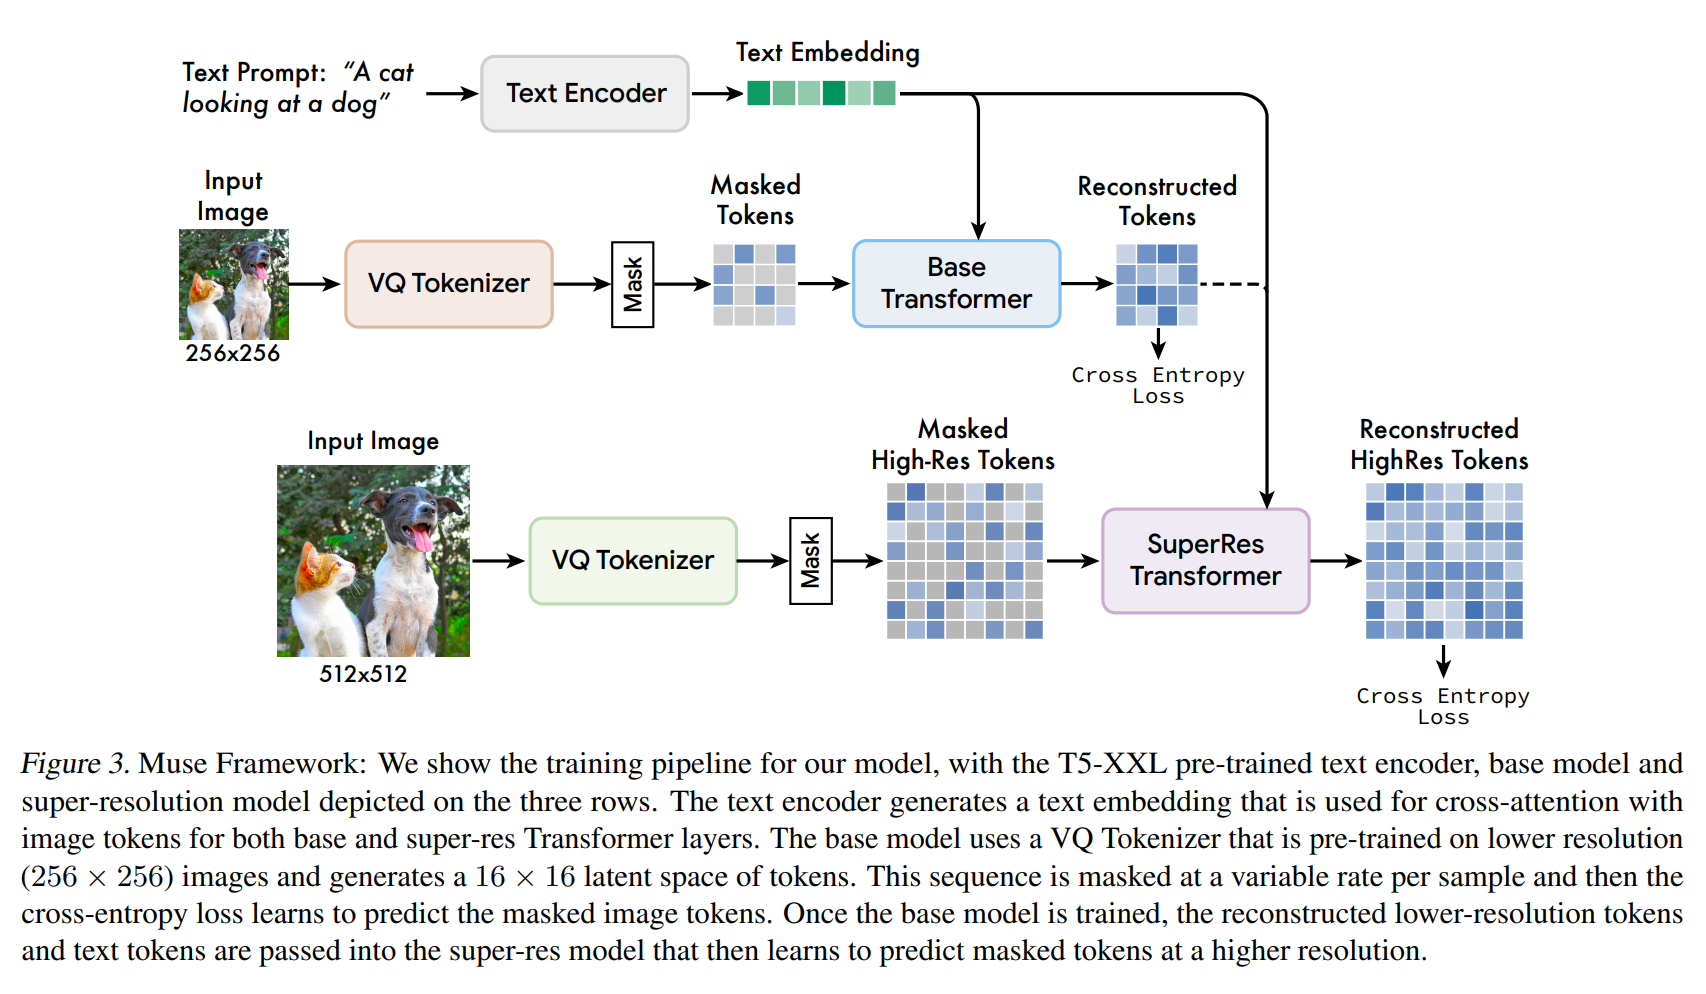 Text Embedding
Text Prompt: “A cat
looking at a dog”
Text Encoder
Input
Image
Masked
Tokens
Reconstructed
Tokens
VQ Tokenizer
Mask
Base
Transformer
256x256
Cross Entropy
Loss
Input Image
Masked
High-Res Tokens
Reconstructed
HighRes Tokens
VQ Tokenizer
Mask
SuperRes
Transformer
512x512
Cross Entropy
Loss
Figure 3. Muse Framework: We show the training pipeline for our model, with the T5-XXL pre-trained text encoder, base model and
super-resolution model depicted on the three rows. The text encoder generates a text embedding that is used for cross-attention with
image tokens for both base and super-res Transformer layers. The base model uses a VQ Tokenizer that is pre-trained on lower resolution
(256 × 256) images and generates a 16 × 16 latent space of tokens. This sequence is masked at a variable rate per sample and then the
cross-entropy loss learns to predict the masked image tokens. Once the base model is trained, the reconstructed lower-resolution tokens
and text tokens are passed into the super-res model that then learns to predict masked tokens at a higher resolution.